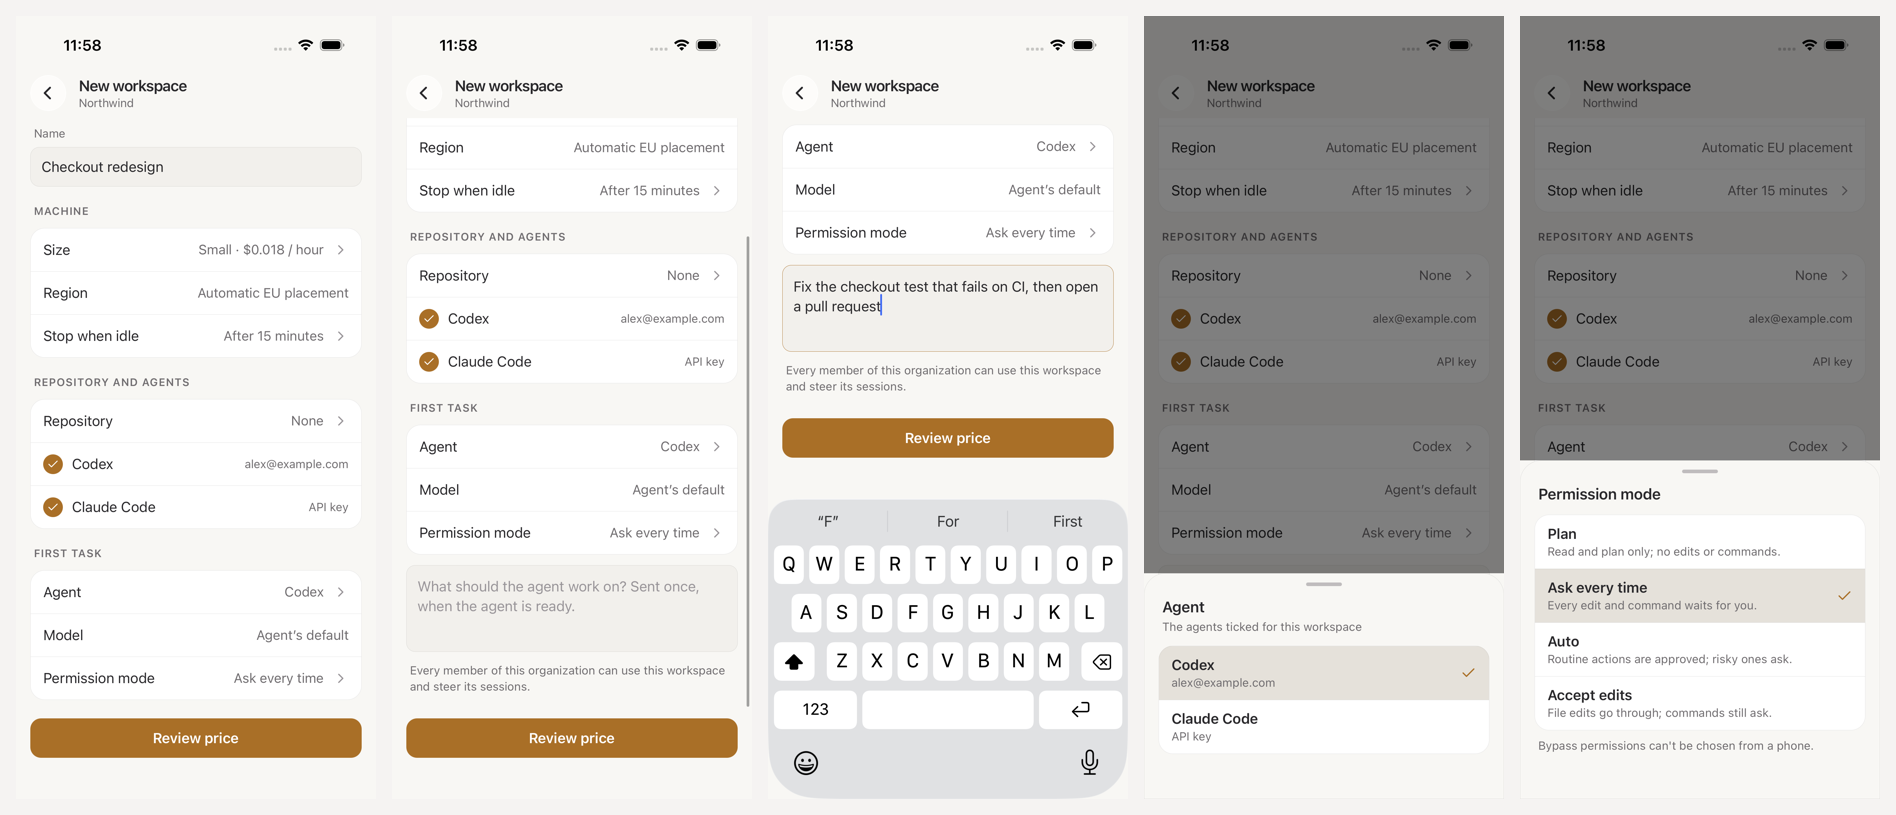 11:58
New workspace
Northwind
Name
Checkout redesign
MACHINE
Size Small · $0.018 / hour
Region Automatic EU placement
Stop when idle After 15 minutes
REPOSITORY AND AGENTS
Repository None
Codex alex@example.com
Claude Code API key
FIRST TASK
Agent Codex
Model Agent's default
Permission mode Ask every time
Review price
11:58
New workspace
Northwind
Region Automatic EU placement
Stop when idle After 15 minutes
REPOSITORY AND AGENTS
Repository None
Codex alex@example.com
Claude Code API key
FIRST TASK
Agent Codex
Model Agent's default
Permission mode Ask every time
What should the agent work on? Sent once,
when the agent is ready.
Every member of this organization can use this workspace
and steer its sessions.
Review price
11:58
New workspace
Northwind
Agent Codex
Model Agent's default
Permission mode Ask every time
Fix the checkout test that fails on CI, then open
a pull request
Every member of this organization can use this workspace
and steer its sessions.
Review price
“F” For First
Q W E R T Y U I O P
A S D F G H J K L
Z X C V B N M
123
11:58
New workspace
Northwind
Region Automatic EU placement
Stop when idle After 15 minutes
REPOSITORY AND AGENTS
Repository None
Codex alex@example.com
Claude Code API key
FIRST TASK
Agent Codex
Model Agent's default
Permission mode Ask every time
Agent
The agents ticked for this workspace
Codex
alex@example.com
Claude Code
API key
11:58
New workspace
Northwind
Region Automatic EU placement
Stop when idle After 15 minutes
REPOSITORY AND AGENTS
Repository None
Codex alex@example.com
Claude Code API key
FIRST TASK
Agent Codex
Permission mode
Plan
Read and plan only; no edits or commands.
Ask every time
Every edit and command waits for you.
Auto
Routine actions are approved; risky ones ask.
Accept edits
File edits go through; commands still ask.
Bypass permissions can't be chosen from a phone.